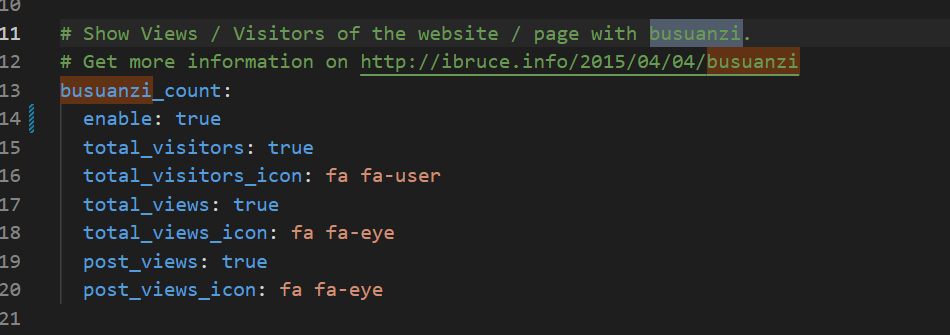 10
11 # Show Views / Visitors of the website / page with busuanzi.
12 # Get more information on http://ibruce.info/2015/04/04/busuanzi
13 busuanzi_count:
14   enable: true
15   total_visitors: true
16   total_visitors_icon: fa fa-user
17   total_views: true
18   total_views_icon: fa fa-eye
19   post_views: true
20   post_views_icon: fa fa-eye
21